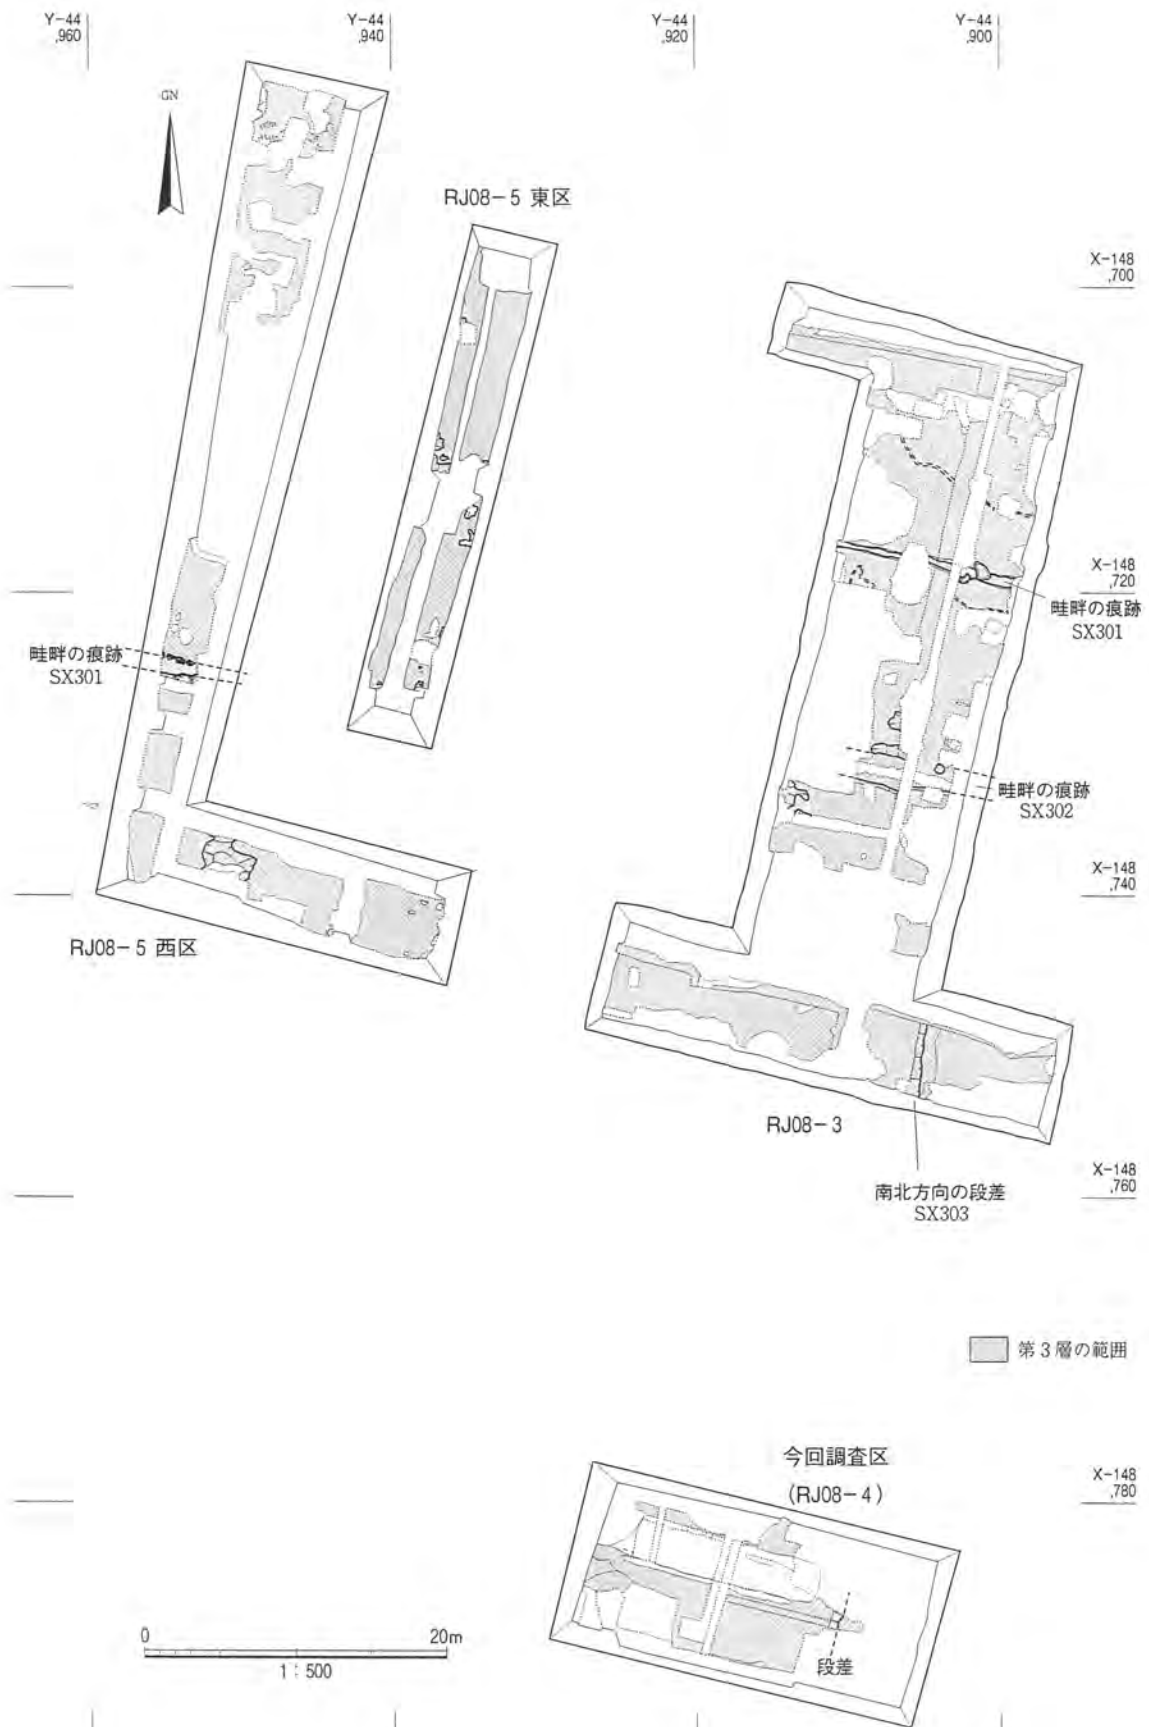 Y-44
,960
Y-44
,940
Y-44
,920
Y-44
,900
GN
RJ08-5 東区
X-148
,700
X-148
,720
畦畔の痕跡
SX301
畦畔の痕跡
SX301
畦畔の痕跡
SX302
X-148
,740
RJ08-5 西区
RJ08-3
X-148
,760
南北方向の段差
SX303
第3層の範囲
今回調査区
(RJ08-4)
X-148
,780
0
20m
1:500
段差